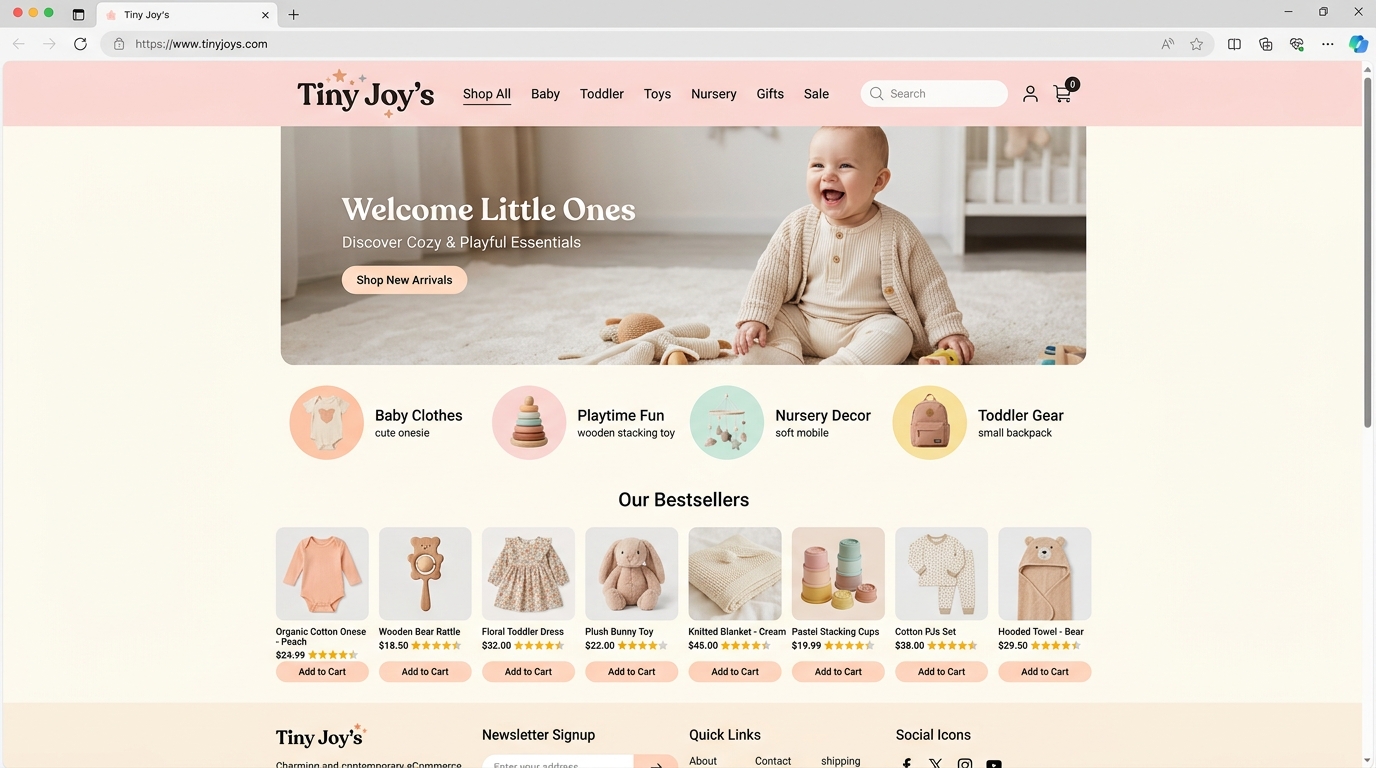 Tiny Joy's
https://www.tinyjoys.com
Tiny Joy's
Shop All
Baby
Toddler
Toys
Nursery
Gifts
Sale
Search
0
Welcome Little Ones
Discover Cozy & Playful Essentials
Shop New Arrivals
Baby Clothes
cute onesie
Playtime Fun
wooden stacking toy
Nursery Decor
soft mobile
Toddler Gear
small backpack
Our Bestsellers
Organic Cotton Onese
- Peach
$24.99
Add to Cart
Wooden Bear Rattle
$18.50
Add to Cart
Floral Toddler Dress
$32.00
Add to Cart
Plush Bunny Toy
$22.00
Add to Cart
Knitted Blanket - Cream
$45.00
Add to Cart
Pastel Stacking Cups
$19.99
Add to Cart
Cotton PJs Set
$38.00
Add to Cart
Hooded Towel - Bear
$29.50
Add to Cart
Tiny Joy's
Charming and cpntemporary eCommerce
Newsletter Signup
Enter your address
Quick Links
About
Contact
shipping
Social Icons